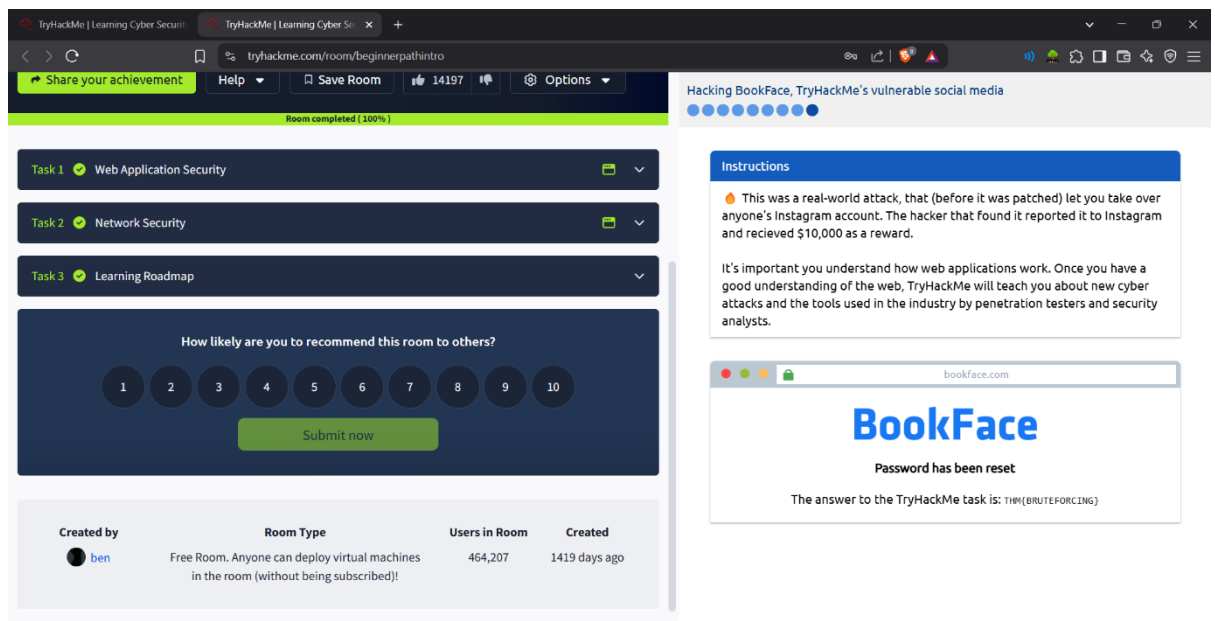 TryHackMe | Learning Cyber Securit
TryHackMe | Learning Cyber Se
tryhackme.com/room/beginnerpathintro
Share your achievement Help Save Room 14197 Options
Room completed ( 100% )
Task 1 Web Application Security
Task 2 Network Security
Task 3 Learning Roadmap
How likely are you to recommend this room to others?
1 2 3 4 5 6 7 8 9 10
Submit now
Created by Room Type Users in Room Created
ben Free Room. Anyone can deploy virtual machines 464,207 1419 days ago
in the room (without being subscribed)!
Hacking BookFace, TryHackMe's vulnerable social media
Instructions
🔥 This was a real-world attack, that (before it was patched) let you take over
anyone's Instagram account. The hacker that found it reported it to Instagram
and recieved $10,000 as a reward.
It's important you understand how web applications work. Once you have a
good understanding of the web, TryHackMe will teach you about new cyber
attacks and the tools used in the industry by penetration testers and security
analysts.
bookface.com
BookFace
Password has been reset
The answer to the TryHackMe task is: THM{BRUTEFORCING}